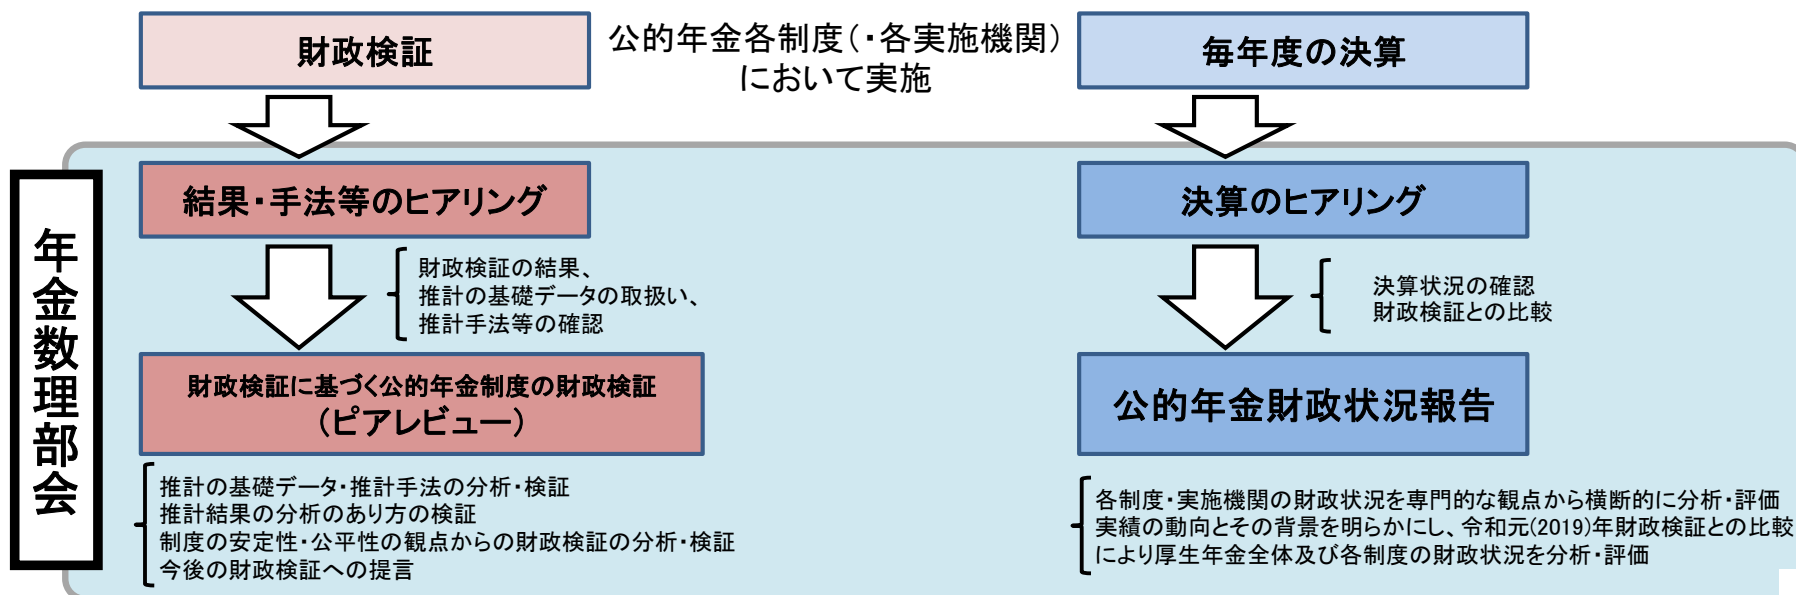 財政検証
公的年金各制度(・各実施機関)
において実施
毎年度の決算
年金数理部会
結果・手法等のヒアリング
財政検証の結果、
推計の基礎データの取扱い、
推計手法等の確認
財政検証に基づく公的年金制度の財政検証
(ピアレビュー)
推計の基礎データ・推計手法の分析・検証
推計結果の分析のあり方の検証
制度の安定性・公平性の観点からの財政検証の分析・検証
今後の財政検証への提言
決算のヒアリング
決算状況の確認
財政検証との比較
公的年金財政状況報告
各制度・実施機関の財政状況を専門的な観点から横断的に分析・評価
実績の動向とその背景を明らかにし、令和元(2019)年財政検証との比較
により厚生年金全体及び各制度の財政状況を分析・評価